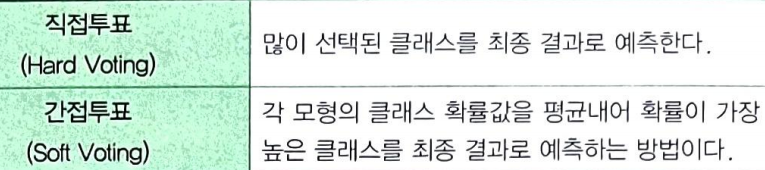 직접투표
(Hard Voting)
많이 선택된 클래스를 최종 결과로 예측한다.
간접투표
(Soft Voting)
각 모형의 클래스 확률값을 평균내어 확률이 가장
높은 클래스를 최종 결과로 예측하는 방법이다.